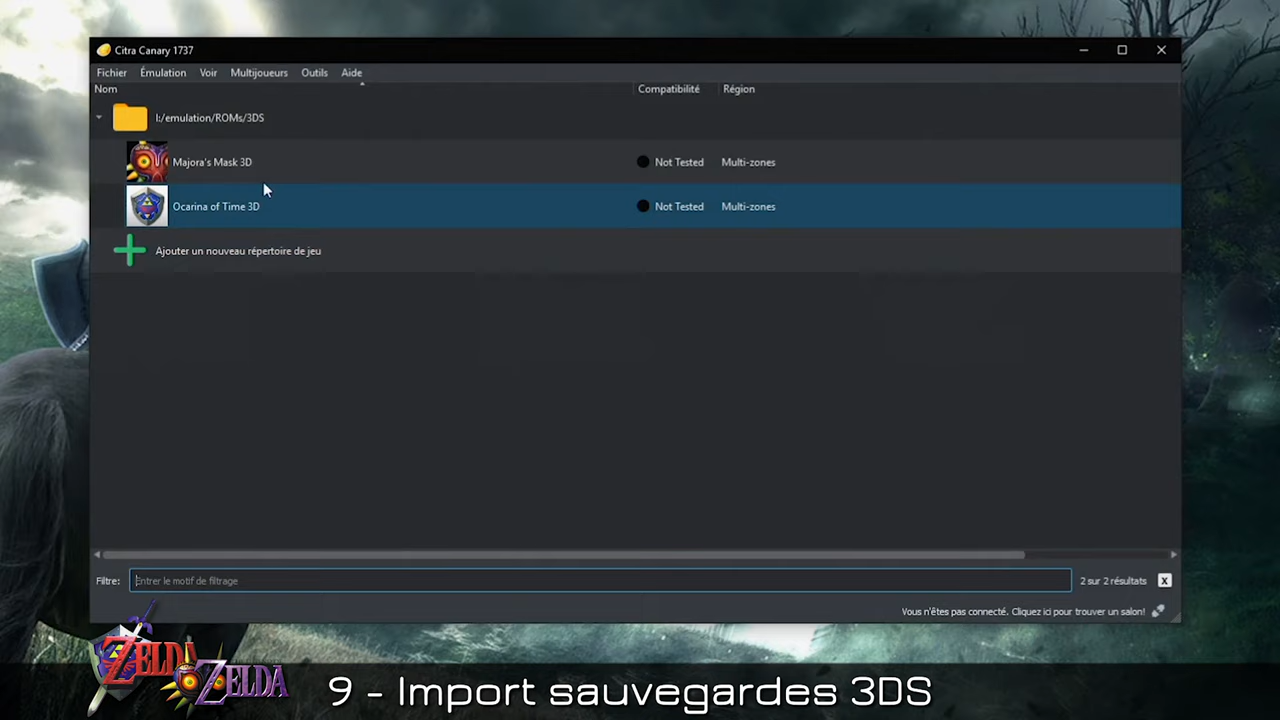 Citra Canary 1737
Fichier Émulation Voir Multijoueurs Outils Aide
Nom Compatibilité Région
I:/emulation/ROMs/3DS
Majora's Mask 3D Not Tested Multi-zones
Ocarina of Time 3D Not Tested Multi-zones
Ajouter un nouveau répertoire de jeu
Filtre: Entrer le motif de filtrage 2 sur 2 résultats X
Vous n'êtes pas connecté. Cliquez ici pour trouver un salon!
ZELDA
ZELDA
9 - Import sauvegardes 3DS